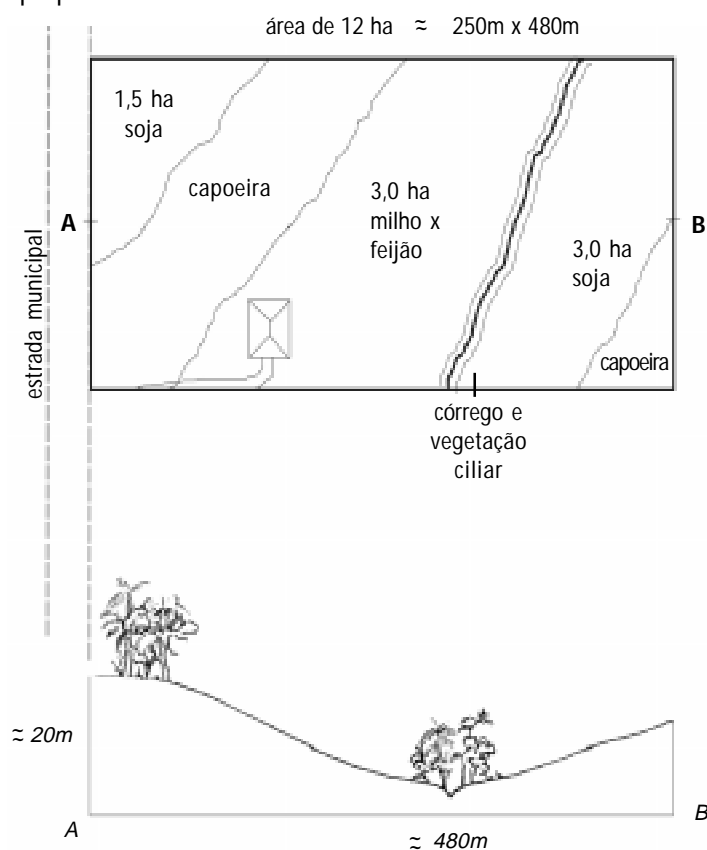 área de 12 ha ≈ 250m x 480m
1,5 ha
soja
capoeira
3,0 ha
milho x
feijão
A
B
3,0 ha
soja
capoeira
estrada municipal
córrego e
vegetação
ciliar
≈ 20m
A
≈ 480m
B